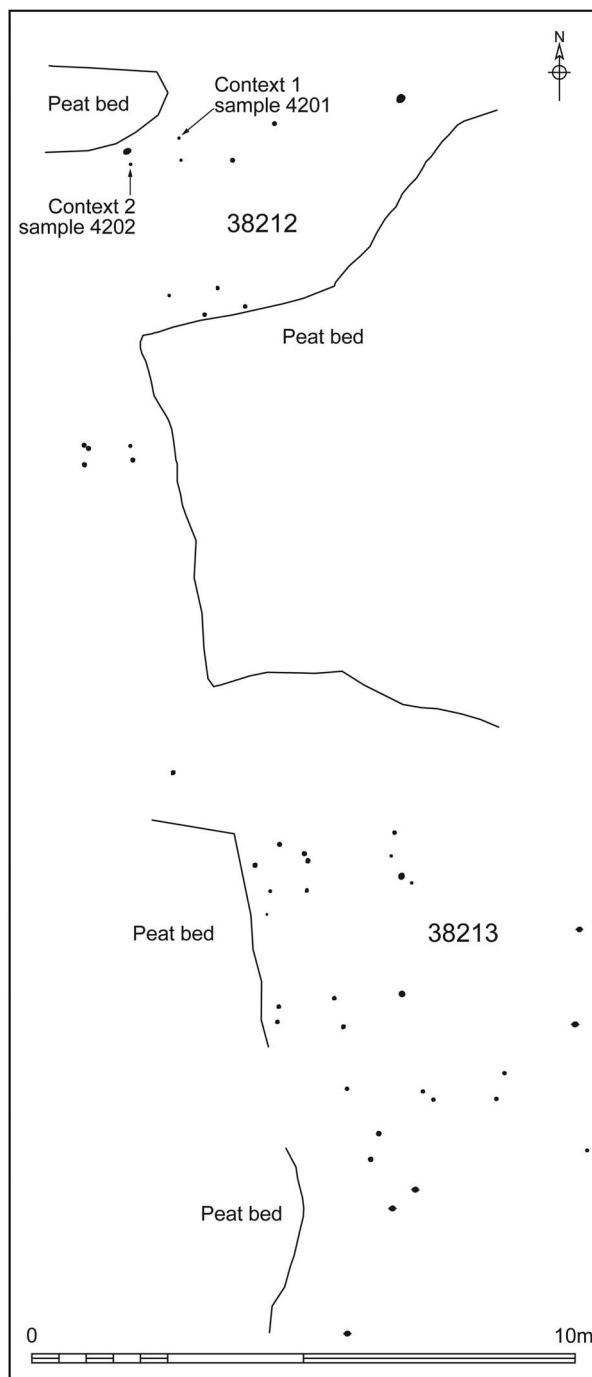 N
Peat bed
Context 1
sample 4201
Context 2
sample 4202
38212
Peat bed
Peat bed
38213
Peat bed
0
10m